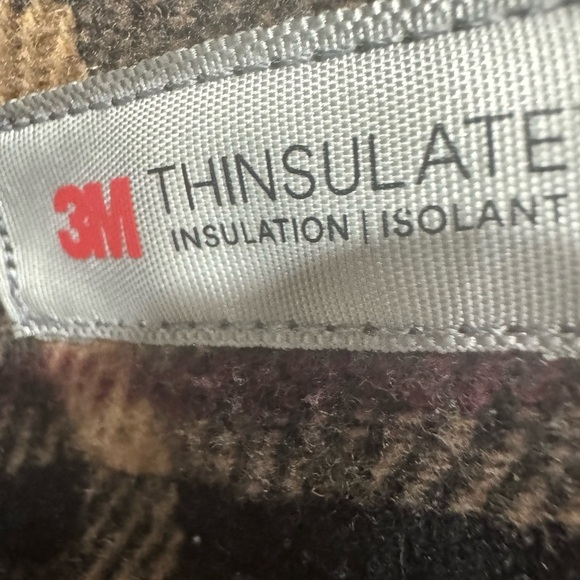 3M THINSULATE
INSULATION | ISOLANT